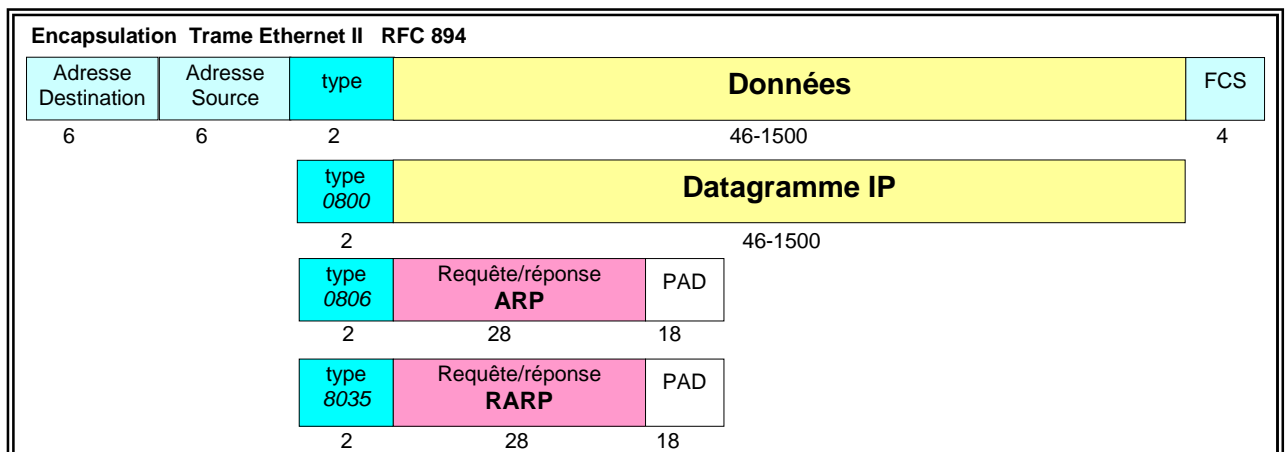 Encapsulation Trame Ethernet II RFC 894
Adresse Destination
Adresse Source
type
Données
FCS
6
6
2
46-1500
4
type
0800
Datagramme IP
2
46-1500
type
0806
Requête/réponse
ARP
PAD
2
28
18
type
8035
Requête/réponse
RARP
PAD
2
28
18